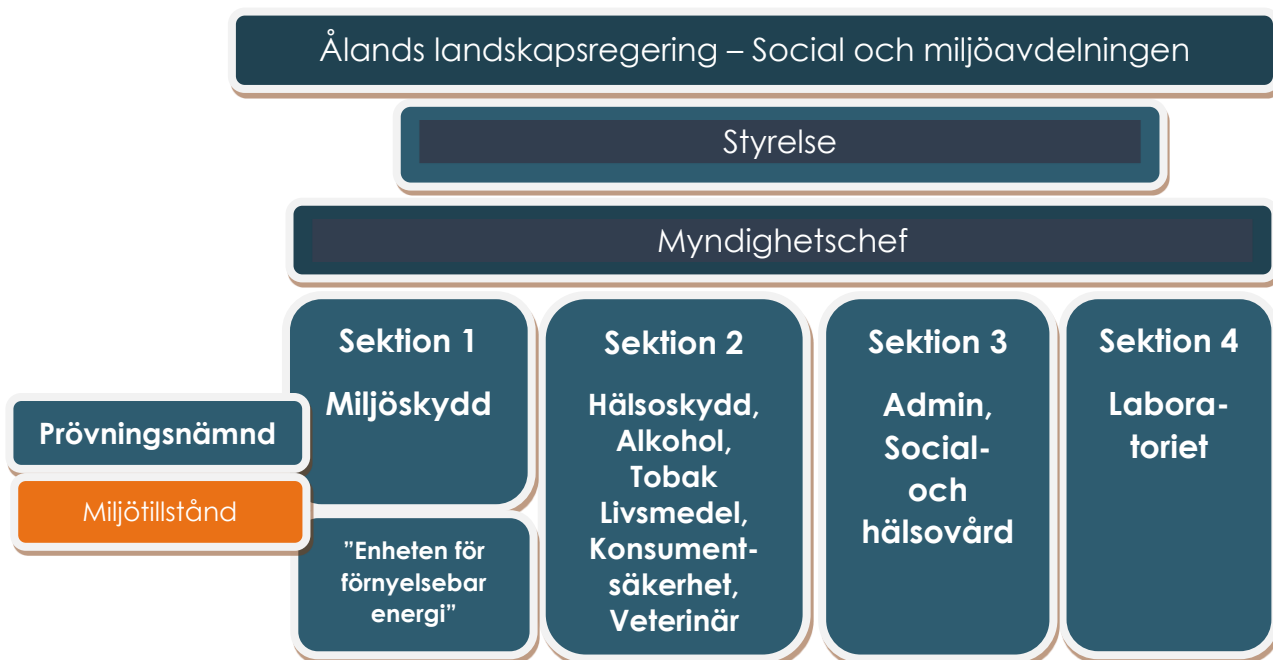 Ålands landskapsregering – Social och miljöavdelningen
Styrelse
Myndighetschef
Sektion 1
Miljöskydd
Prövningsnämnd
Miljötillstånd
”Enheten för
förnyelsebar
energi”
Sektion 2
Hälsoskydd,
Alkohol,
Tobak
Livsmedel,
Konsument-
säkerhet,
Veterinär
Sektion 3
Admin,
Social-
och
hälsovård
Sektion 4
Labora-
toriet